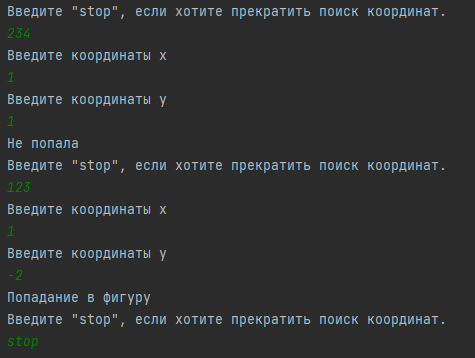 Введите "stop", если хотите прекратить поиск координат.
234
Введите координаты x
1
Введите координаты y
1
Не попала
Введите "stop", если хотите прекратить поиск координат.
123
Введите координаты x
1
Введите координаты y
-2
Попадание в фигуру
Введите "stop", если хотите прекратить поиск координат.
stop